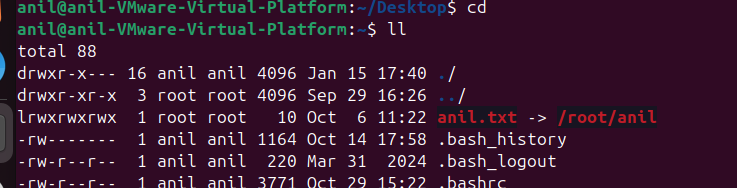 anil@anil-VMware-Virtual-Platform:~/Desktop$ cd
anil@anil-VMware-Virtual-Platform:~$ ll
total 88
drwxr-x--- 16 anil anil 4096 Jan 15 17:40 ./
drwxr-xr-x  3 root root 4096 Sep 29 16:26 ../
lrwxrwxrwx  1 root root   10 Oct  6 11:22 anil.txt -> /root/anil
-rw-------  1 anil anil 1164 Oct 14 17:58 .bash_history
-rw-r--r--  1 anil anil  220 Mar 31  2024 .bash_logout
-rw-r--r--  1 anil anil 3771 Oct 29 15:22 .bashrc